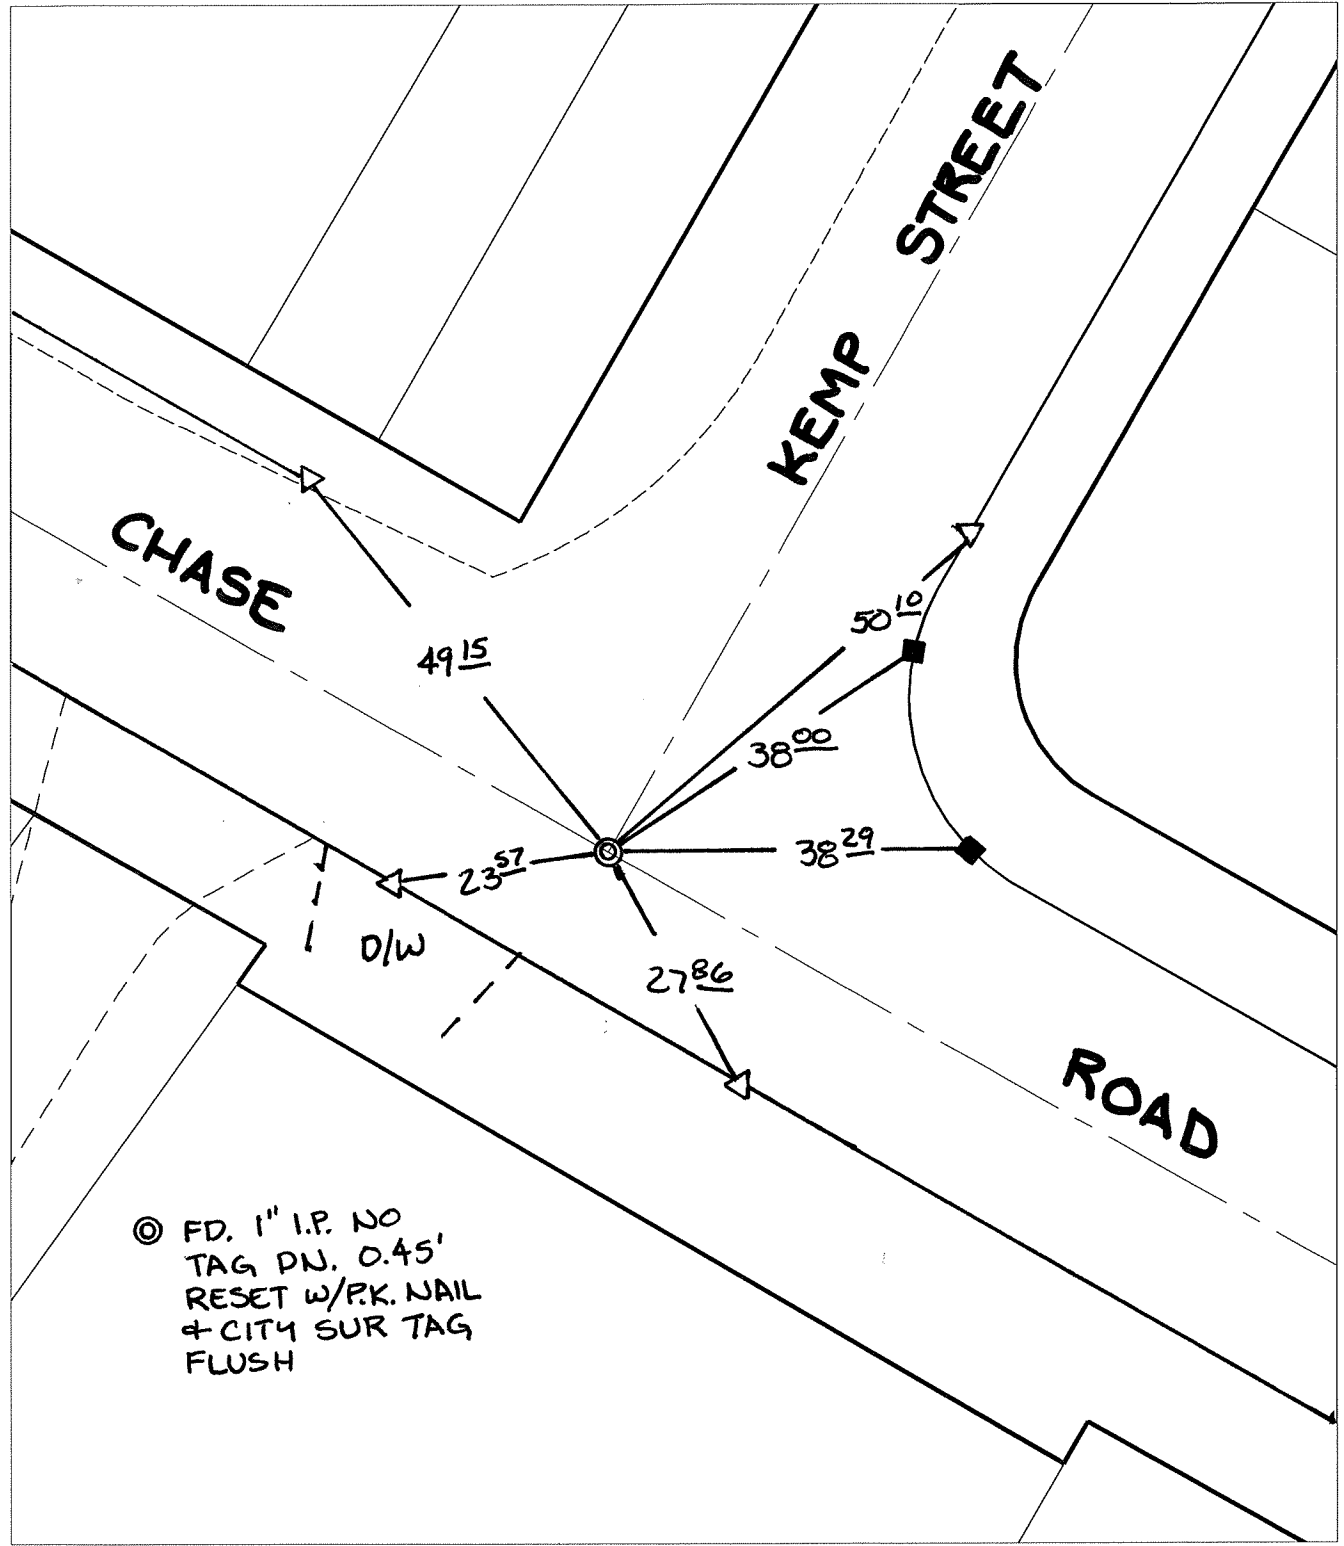 KEMP STREET
CHASE ROAD
49 15
50 10
38 00
38 29
23 57
D/W
27 86
FD. 1" I.P. NO
TAG DN. 0.45'
RESET W/P.K. NAIL
& CITY SUR TAG
FLUSH